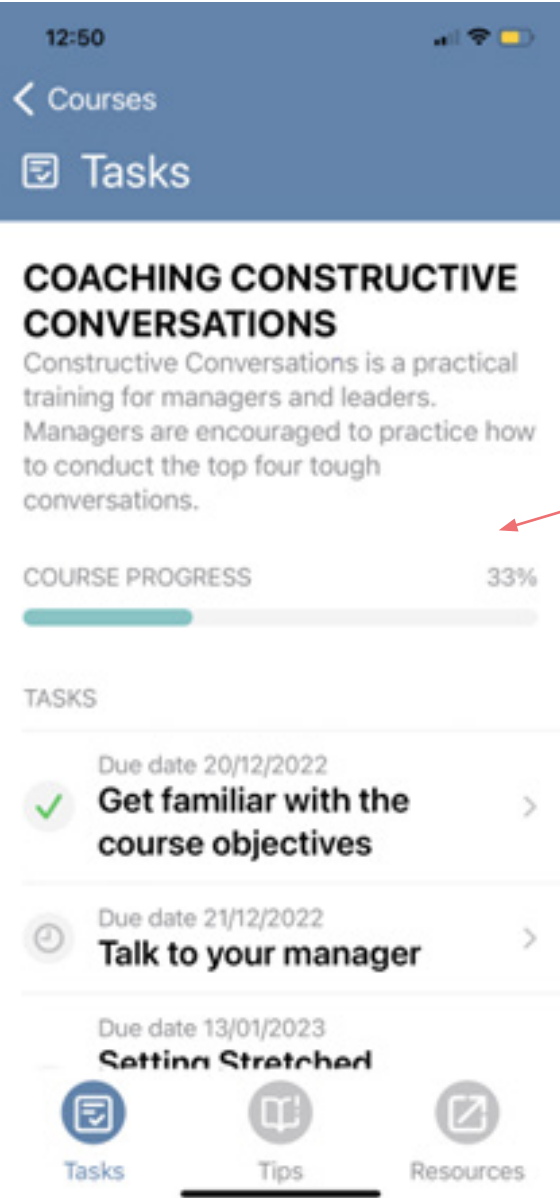 12:50
Courses
Tasks
COACHING CONSTRUCTIVE
CONVERSATIONS
Constructive Conversations is a practical
training for managers and leaders.
Managers are encouraged to practice how
to conduct the top four tough
conversations.
COURSE PROGRESS 33%
TASKS
Due date 20/12/2022
Get familiar with the
course objectives
Due date 21/12/2022
Talk to your manager
Due date 13/01/2023
Setting Stretched
Tasks Tips Resources